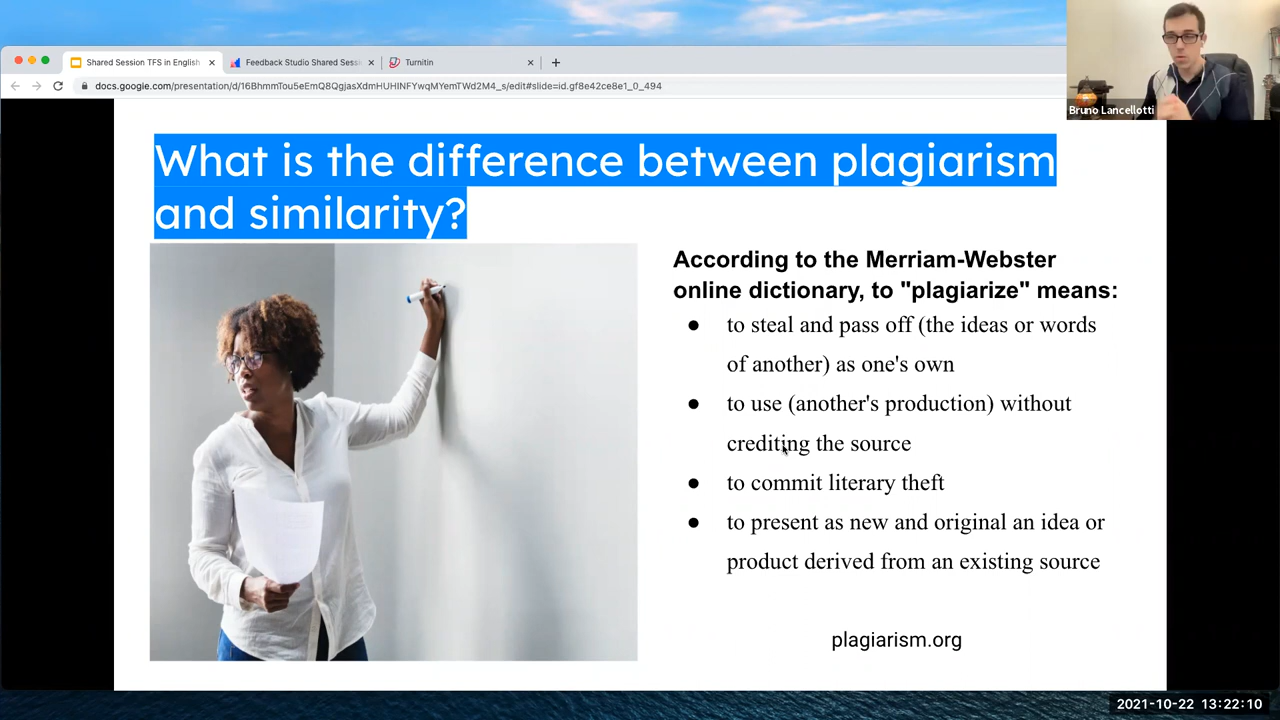 Shared Session TFS in English
Feedback Studio Shared Sess
Turnitin
docs.google.com/presentation/d/16BhmmTou5eEmQ8QgjasXdmHUHINFYwqMYemTWd2M4_s/edit#slide=id.gf8e42ce8e1_0_494
Bruno Lancellotti
What is the difference between plagiarism
and similarity?
According to the Merriam-Webster
online dictionary, to "plagiarize" means:
● to steal and pass off (the ideas or words
of another) as one's own
● to use (another's production) without
crediting the source
● to commit literary theft
● to present as new and original an idea or
product derived from an existing source
plagiarism.org
2021-10-22 13:22:10